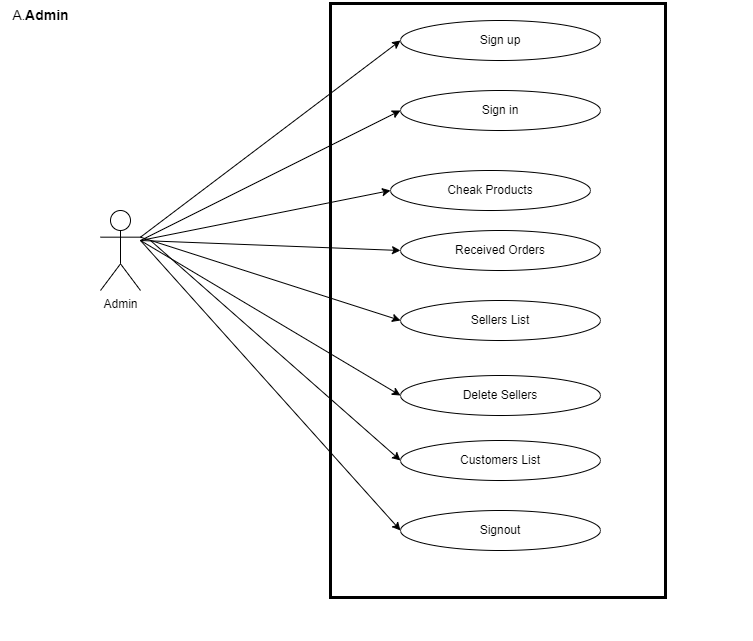 A.Admin
Sign up
Sign in
Cheak Products
Received Orders
Sellers List
Delete Sellers
Customers List
Signout
Admin